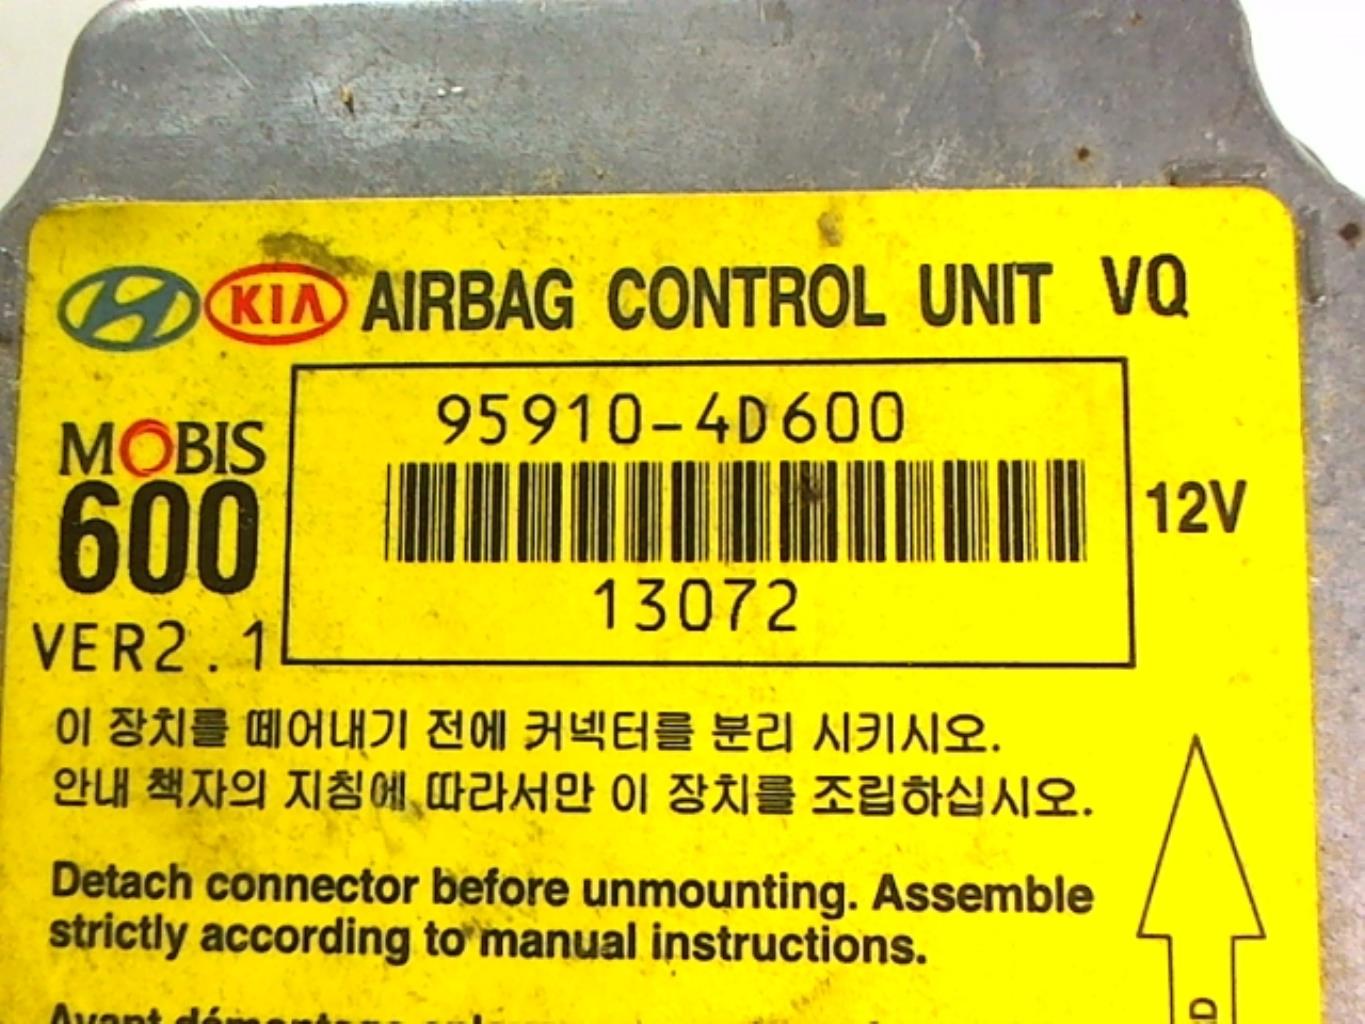 KIA AIRBAG CONTROL UNIT VQ
95910-4D600
MOBIS
600
12V
13072
VER2.1
이 장치를 떼어내기 전에 커넥터를 분리 시키시오.
안내 책자의 지침에 따라서만 이 장치를 조립하십시오.
Detach connector before unmounting. Assemble
strictly according to manual instructions.
Avant démontage